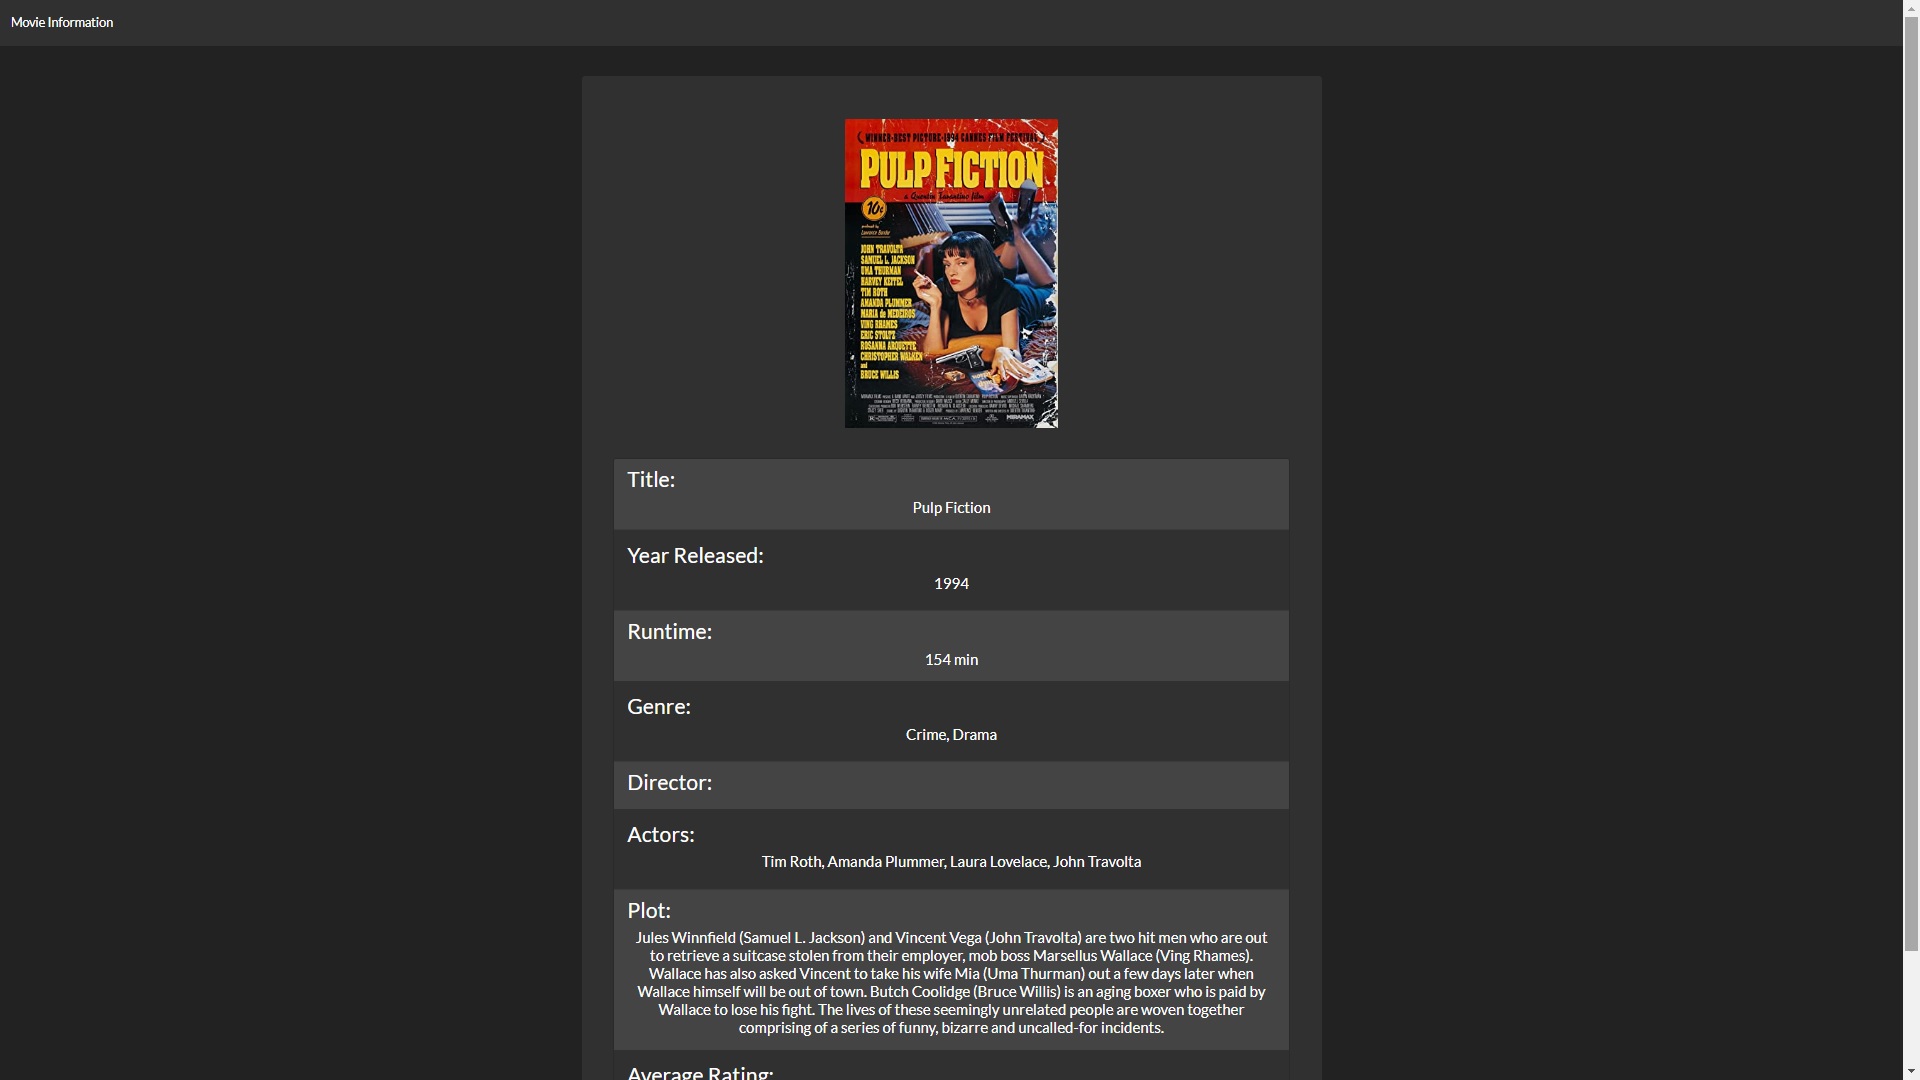 Movie Information
WINNER-BEST PICTURE-1994 CANNES FILM FESTIVAL
PULP FICTION
a Quentin Tarantino film
10¢
produced by
Lawrence Bender
JOHN TRAVOLTA
SAMUEL L. JACKSON
UMA THURMAN
HARVEY KEITEL
TIM ROTH
AMANDA PLUMMER
MARIA de MEDEIROS
VING RHAMES
ERIC STOLTZ
ROSANNA ARQUETTE
CHRISTOPHER WALKEN
and
BRUCE WILLIS
MIRAMAX
Title:
Pulp Fiction
Year Released:
1994
Runtime:
154 min
Genre:
Crime, Drama
Director:
Actors:
Tim Roth, Amanda Plummer, Laura Lovelace, John Travolta
Plot:
Jules Winnfield (Samuel L. Jackson) and Vincent Vega (John Travolta) are two hit men who are out
to retrieve a suitcase stolen from their employer, mob boss Marsellus Wallace (Ving Rhames).
Wallace has also asked Vincent to take his wife Mia (Uma Thurman) out a few days later when
Wallace himself will be out of town. Butch Coolidge (Bruce Willis) is an aging boxer who is paid by
Wallace to lose his fight. The lives of these seemingly unrelated people are woven together
comprising of a series of funny, bizarre and uncalled-for incidents.
Average Rating: